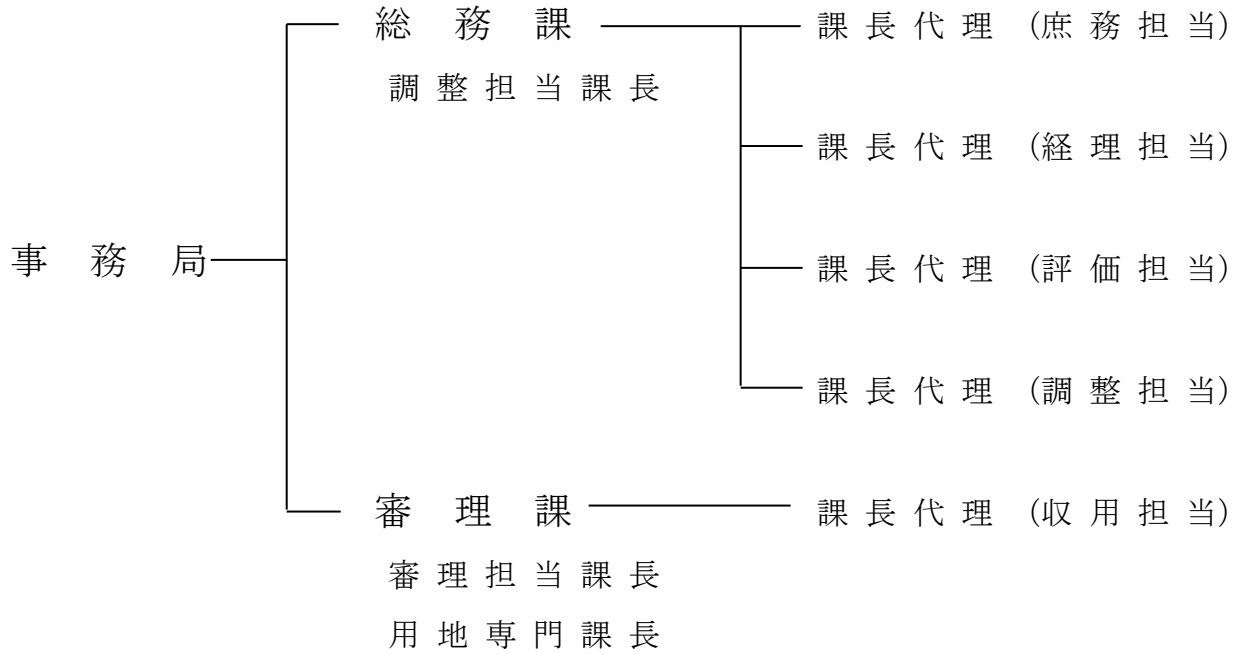 総務課
課長代理 (庶務担当)
調整担当課長
課長代理 (経理担当)
事務局
課長代理 (評価担当)
課長代理 (調整担当)
審理課
課長代理 (収用担当)
審理担当課長
用地専門課長